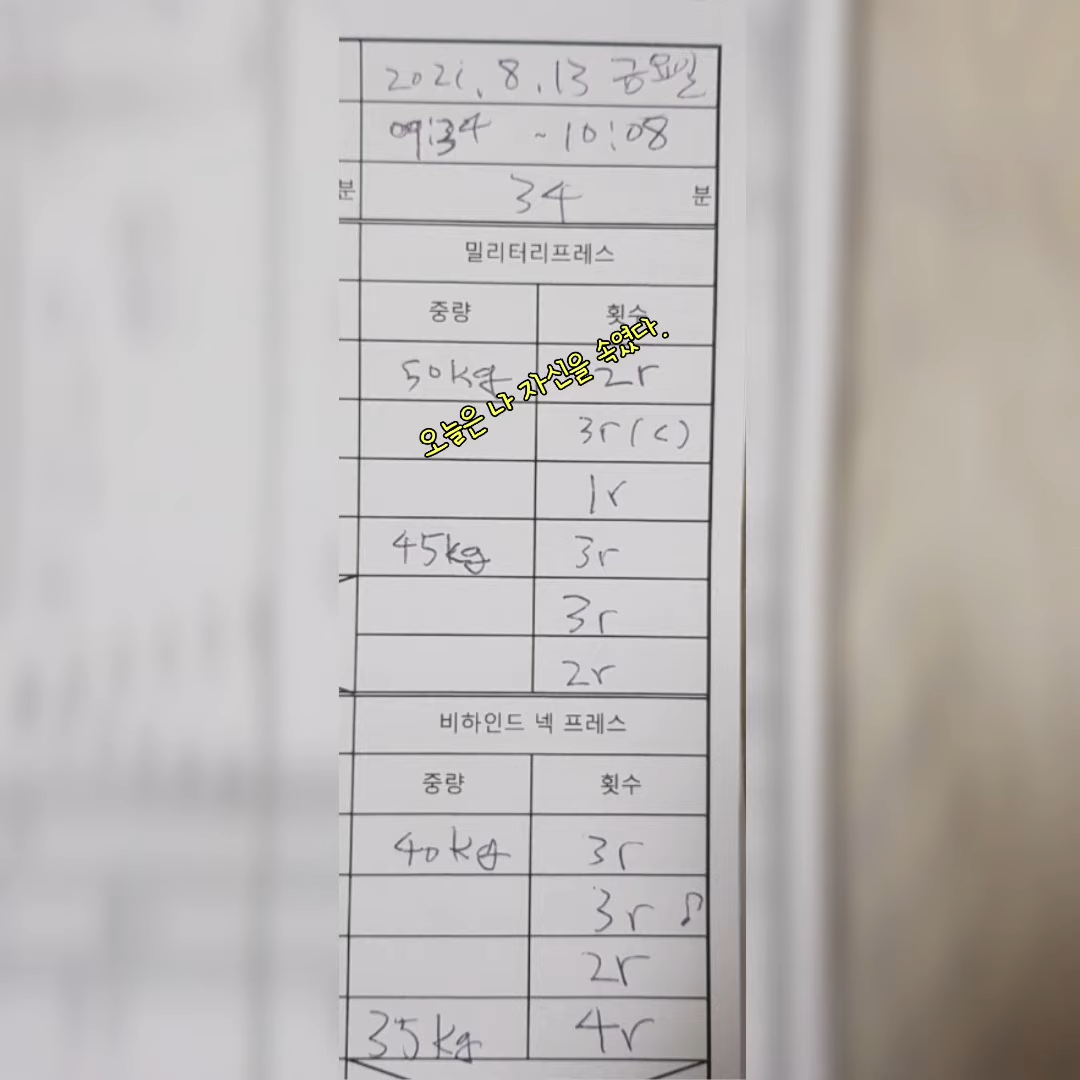 2021. 8. 13 금요일
09:34 ~ 10:08
분 34 분
밀리터리프레스
중량 횟수
50kg 2r
오늘은 나 자신을 속였다.
3r (<)
1r
45kg 3r
3r
2r
비하인드 넥 프레스
중량 횟수
40kg 3r
3r
2r
35kg 4r